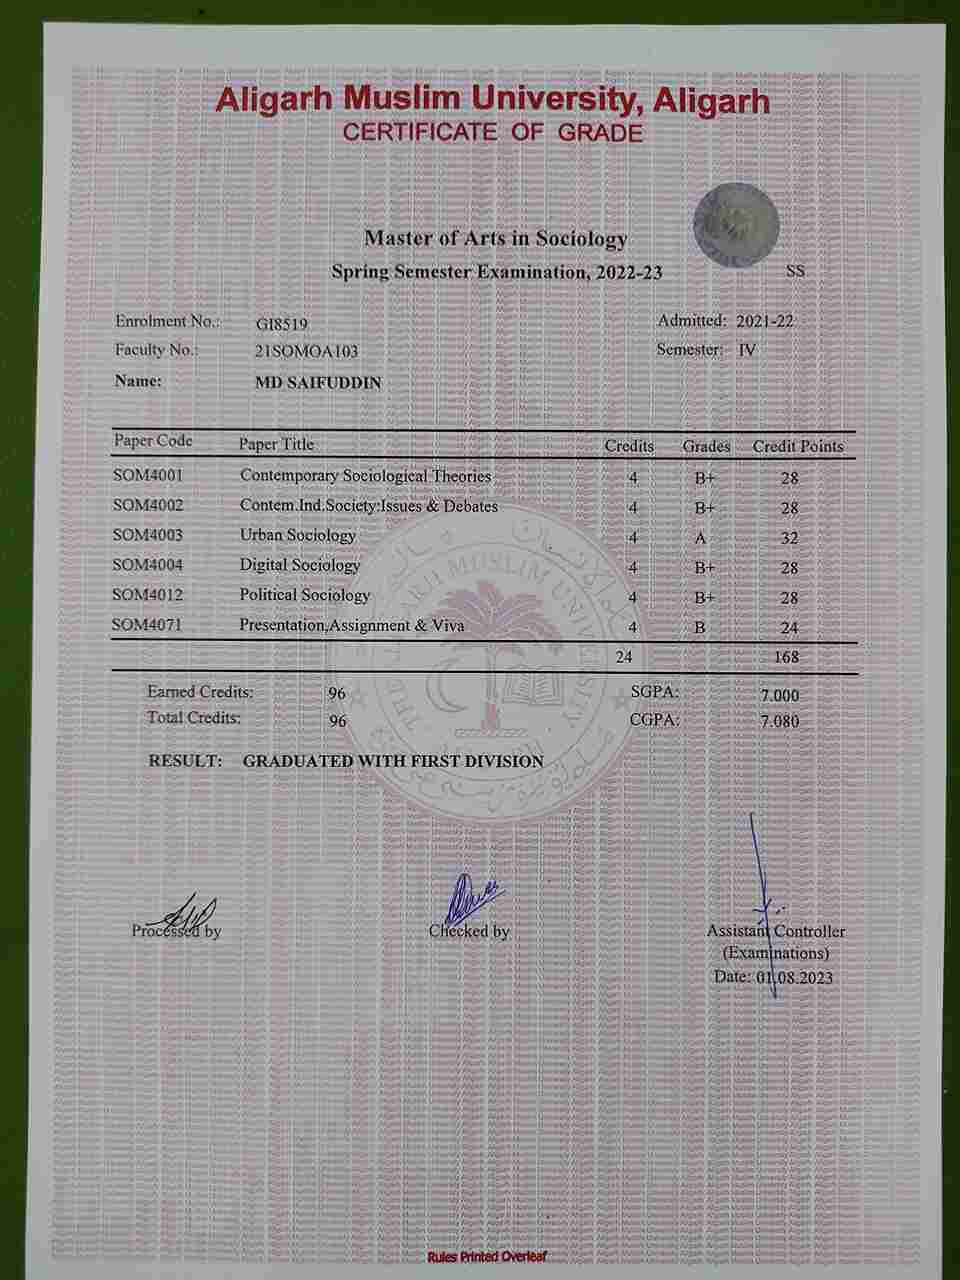 Aligarh Muslim University, Aligarh
CERTIFICATE OF GRADE
Master of Arts in Sociology
Spring Semester Examination, 2022-23
SS
Enrolment No.: GI8519 Admitted: 2021-22
Faculty No.: 21SOMOA103 Semester: IV
Name: MD SAIFUDDIN
Paper Code Paper Title Credits Grades Credit Points
SOM4001 Contemporary Sociological Theories 4 B+ 28
SOM4002 Contem.Ind.Society:Issues & Debates 4 B+ 28
SOM4003 Urban Sociology 4 A 32
SOM4004 Digital Sociology 4 B+ 28
SOM4012 Political Sociology 4 B+ 28
SOM4071 Presentation,Assignment & Viva 4 B 24
24 168
Earned Credits: 96 SGPA: 7.000
Total Credits: 96 CGPA: 7.080
RESULT: GRADUATED WITH FIRST DIVISION
THE ALIGARH MUSLIM UNIVERSITY
Processed by Checked by Assistant Controller
(Examinations)
Date: 01.08.2023
Rules Printed Overleaf